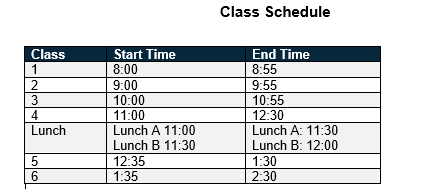 Class Schedule
Class Start Time End Time
1 8:00 8:55
2 9:00 9:55
3 10:00 10:55
4 11:00 12:30
Lunch Lunch A 11:00 Lunch A: 11:30
Lunch B 11:30 Lunch B: 12:00
5 12:35 1:30
6 1:35 2:30